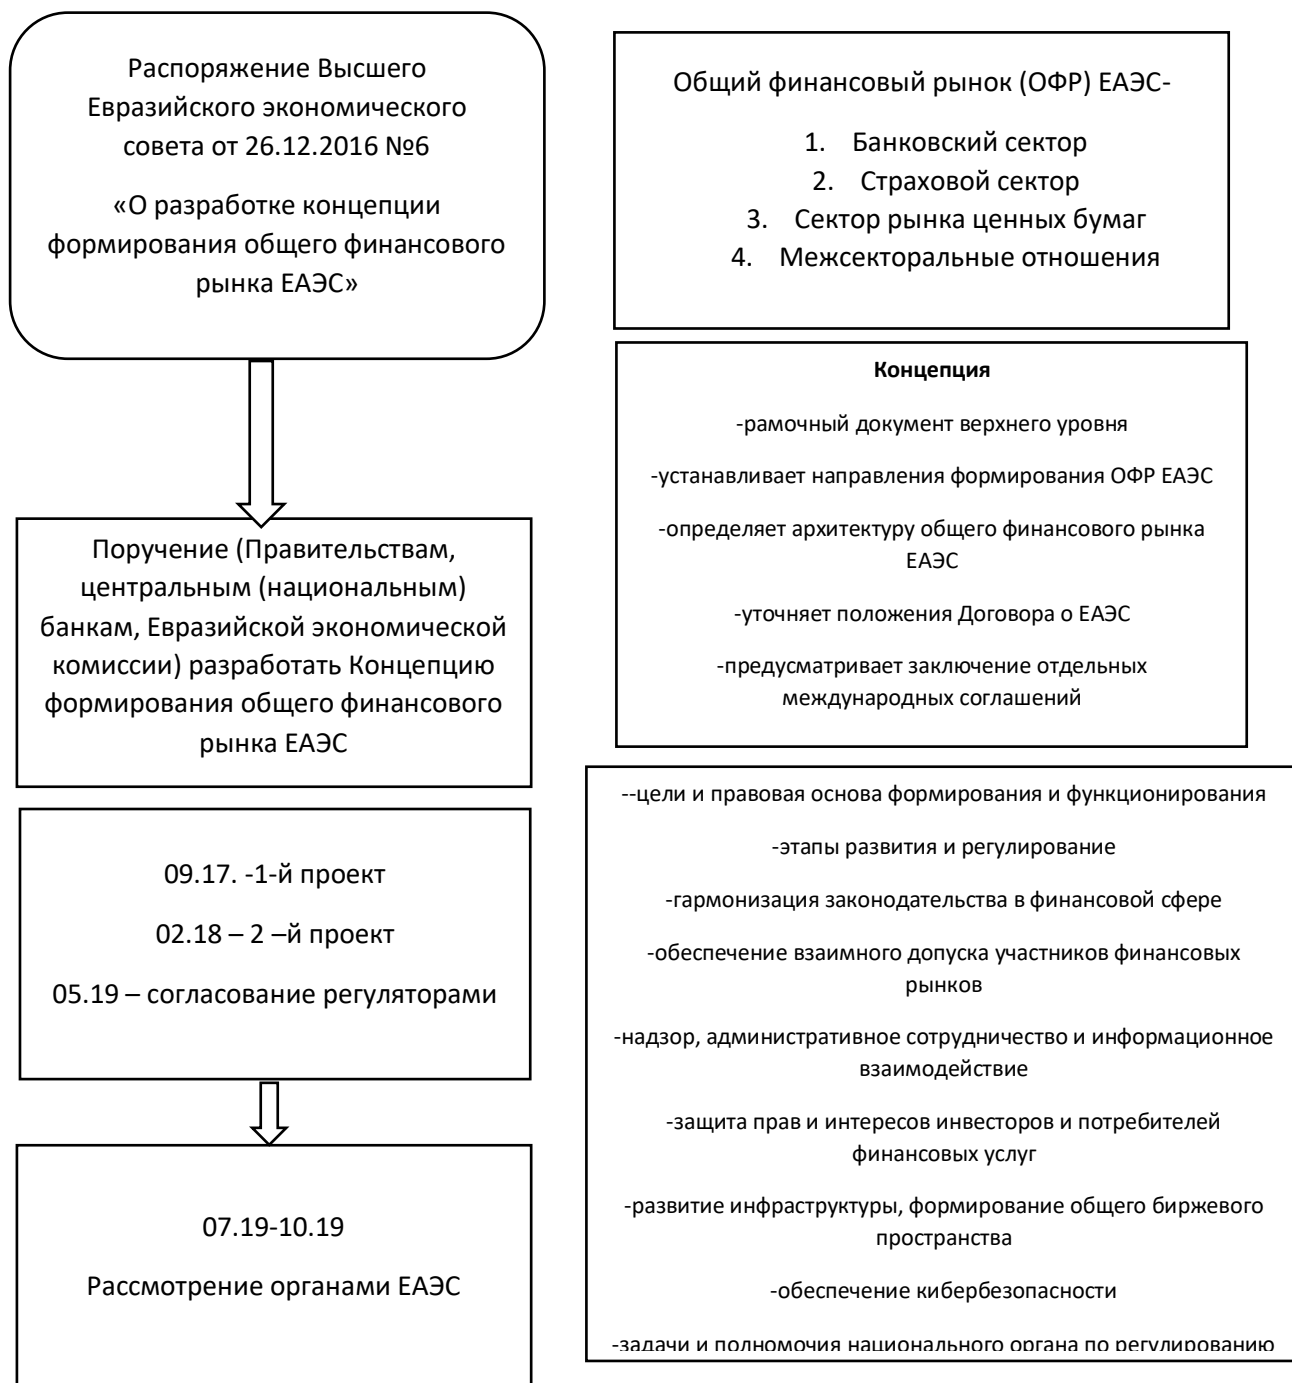 Распоряжение Высшего
Евразийского экономического
совета от 26.12.2016 №6
«О разработке концепции
формирования общего финансового
рынка ЕАЭС»
Поручение (Правительствам,
центральным (национальным)
банкам, Евразийской экономической
комиссии) разработать Концепцию
формирования общего финансового
рынка ЕАЭС
09.17. -1-й проект
02.18 – 2 –й проект
05.19 – согласование регуляторами
07.19-10.19
Рассмотрение органами ЕАЭС
Общий финансовый рынок (ОФР) ЕАЭС-
1. Банковский сектор
2. Страховой сектор
3. Сектор рынка ценных бумаг
4. Межсекторальные отношения
Концепция
-рамочный документ верхнего уровня
-устанавливает направления формирования ОФР ЕАЭС
-определяет архитектуру общего финансового рынка
ЕАЭС
-уточняет положения Договора о ЕАЭС
-предусматривает заключение отдельных
международных соглашений
--цели и правовая основа формирования и функционирования
-этапы развития и регулирование
-гармонизация законодательства в финансовой сфере
-обеспечение взаимного допуска участников финансовых
рынков
-надзор, административное сотрудничество и информационное
взаимодействие
-защита прав и интересов инвесторов и потребителей
финансовых услуг
-развитие инфраструктуры, формирование общего биржевого
пространства
-обеспечение кибербезопасности
-задачи и полномочия национального органа по регулированию